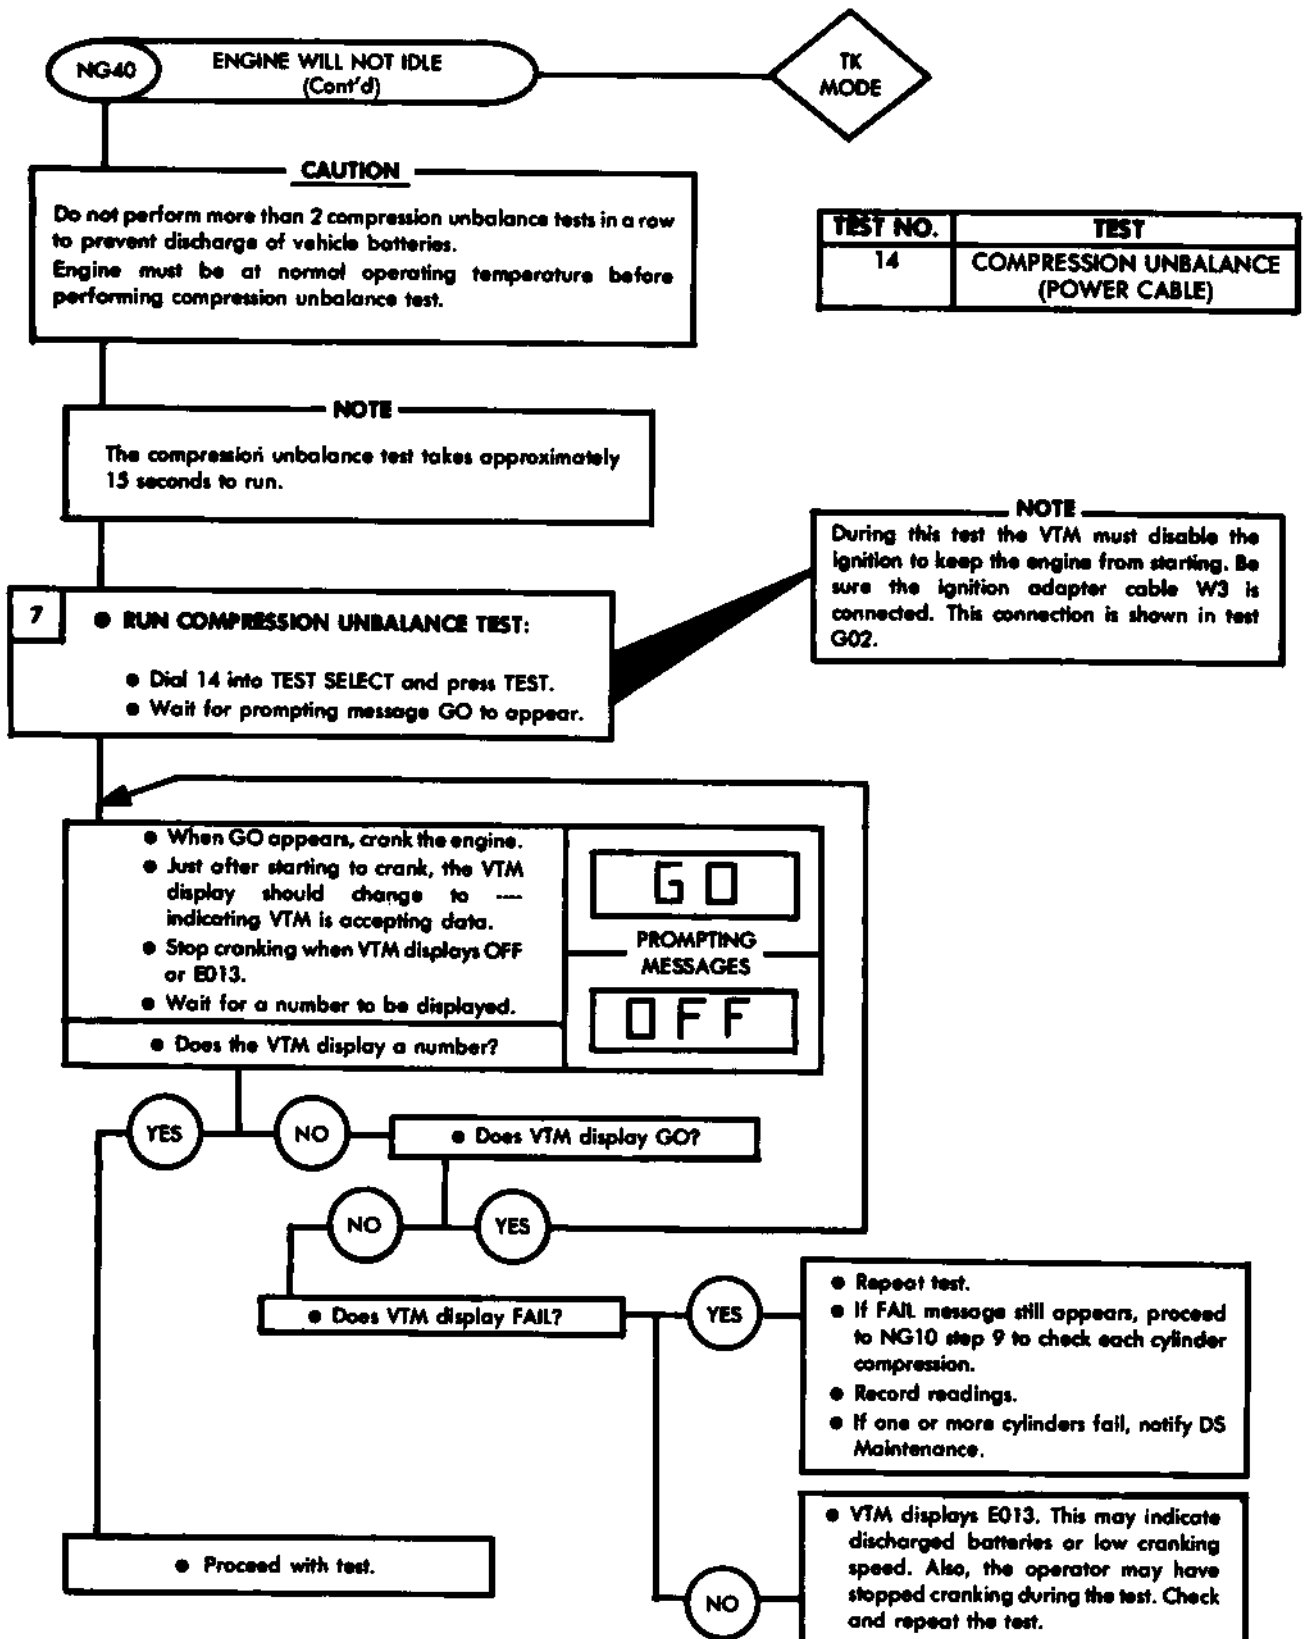 NG40
ENGINE WILL NOT IDLE
(Cont'd)
TK
MODE
CAUTION
Do not perform more than 2 compression unbalance tests in a row
to prevent discharge of vehicle batteries.
Engine must be at normal operating temperature before
performing compression unbalance test.
TEST NO. TEST
14 COMPRESSION UNBALANCE
(POWER CABLE)
NOTE
The compression unbalance test takes approximately
15 seconds to run.
NOTE
During this test the VTM must disable the
ignition to keep the engine from starting. Be
sure the ignition adapter cable W3 is
connected. This connection is shown in test
G02.
7
● RUN COMPRESSION UNBALANCE TEST:
● Dial 14 into TEST SELECT and press TEST.
● Wait for prompting message GO to appear.
● When GO appears, crank the engine.
● Just after starting to crank, the VTM
display should change to ----
indicating VTM is accepting data.
● Stop cranking when VTM displays OFF
or E013.
● Wait for a number to be displayed.
● Does the VTM display a number?
GO
PROMPTING
MESSAGES
OFF
YES
NO
● Does VTM display GO?
NO
YES
● Does VTM display FAIL?
YES
● Repeat test.
● If FAIL message still appears, proceed
to NG10 step 9 to check each cylinder
compression.
● Record readings.
● If one or more cylinders fail, notify DS
Maintenance.
● Proceed with test.
NO
● VTM displays E013. This may indicate
discharged batteries or low cranking
speed. Also, the operator may have
stopped cranking during the test. Check
and repeat the test.